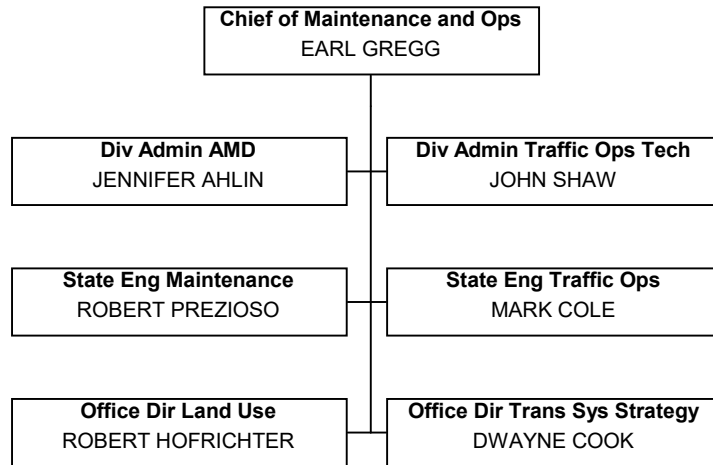 Chief of Maintenance and Ops
EARL GREGG
Div Admin AMD
JENNIFER AHLIN
Div Admin Traffic Ops Tech
JOHN SHAW
State Eng Maintenance
ROBERT PREZIOSO
State Eng Traffic Ops
MARK COLE
Office Dir Land Use
ROBERT HOFRICHTER
Office Dir Trans Sys Strategy
DWAYNE COOK